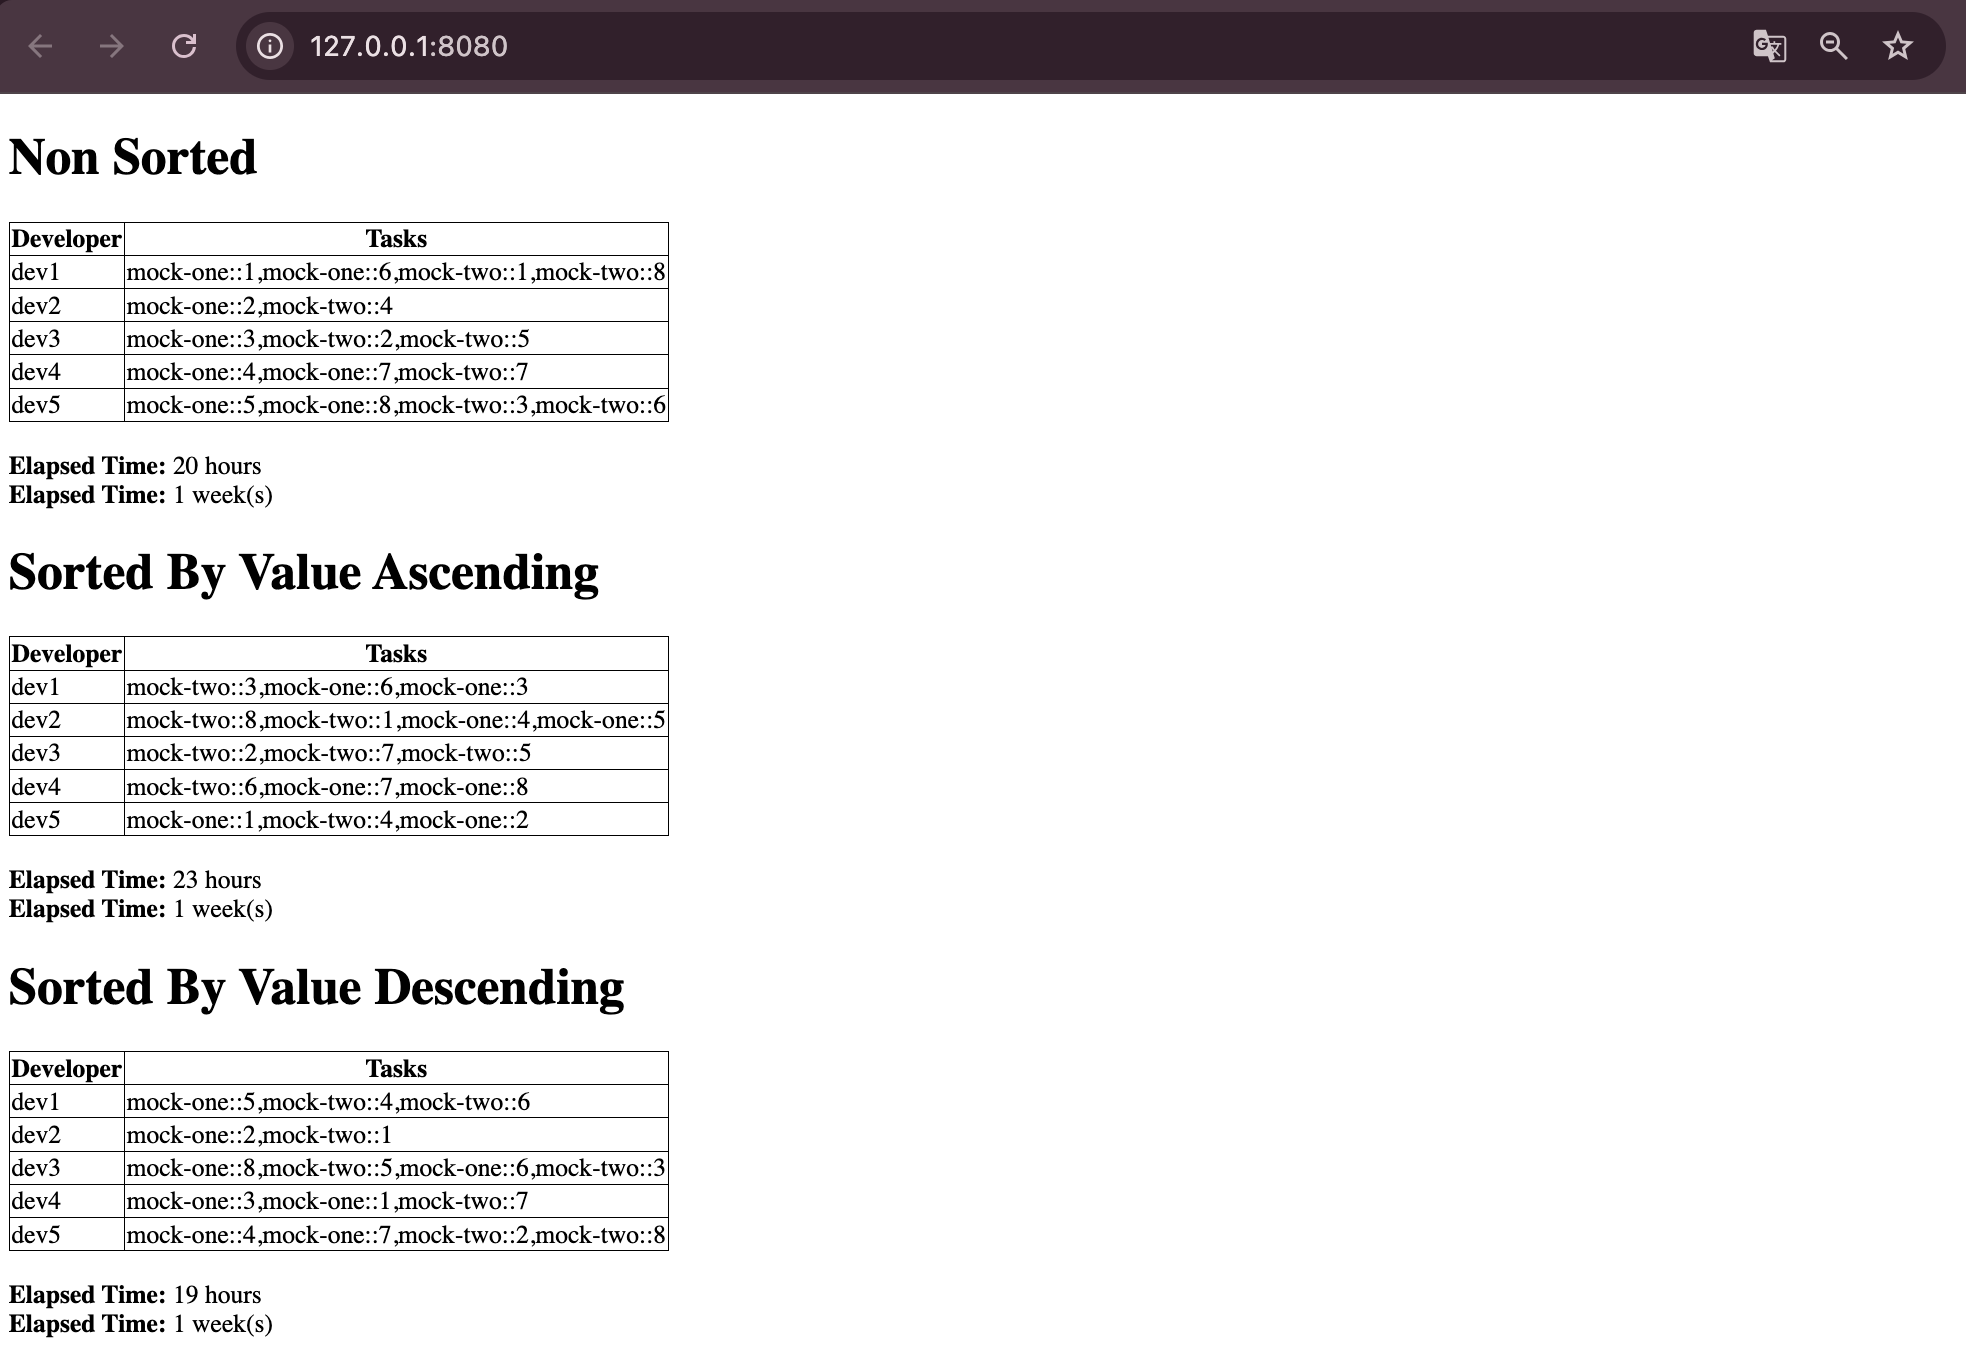 127.0.0.1:8080
Non Sorted
Developer Tasks
dev1 mock-one::1,mock-one::6,mock-two::1,mock-two::8
dev2 mock-one::2,mock-two::4
dev3 mock-one::3,mock-two::2,mock-two::5
dev4 mock-one::4,mock-one::7,mock-two::7
dev5 mock-one::5,mock-one::8,mock-two::3,mock-two::6
Elapsed Time: 20 hours
Elapsed Time: 1 week(s)
Sorted By Value Ascending
Developer Tasks
dev1 mock-two::3,mock-one::6,mock-one::3
dev2 mock-two::8,mock-two::1,mock-one::4,mock-one::5
dev3 mock-two::2,mock-two::7,mock-two::5
dev4 mock-two::6,mock-one::7,mock-one::8
dev5 mock-one::1,mock-two::4,mock-one::2
Elapsed Time: 23 hours
Elapsed Time: 1 week(s)
Sorted By Value Descending
Developer Tasks
dev1 mock-one::5,mock-two::4,mock-two::6
dev2 mock-one::2,mock-two::1
dev3 mock-one::8,mock-two::5,mock-one::6,mock-two::3
dev4 mock-one::3,mock-one::1,mock-two::7
dev5 mock-one::4,mock-one::7,mock-two::2,mock-two::8
Elapsed Time: 19 hours
Elapsed Time: 1 week(s)